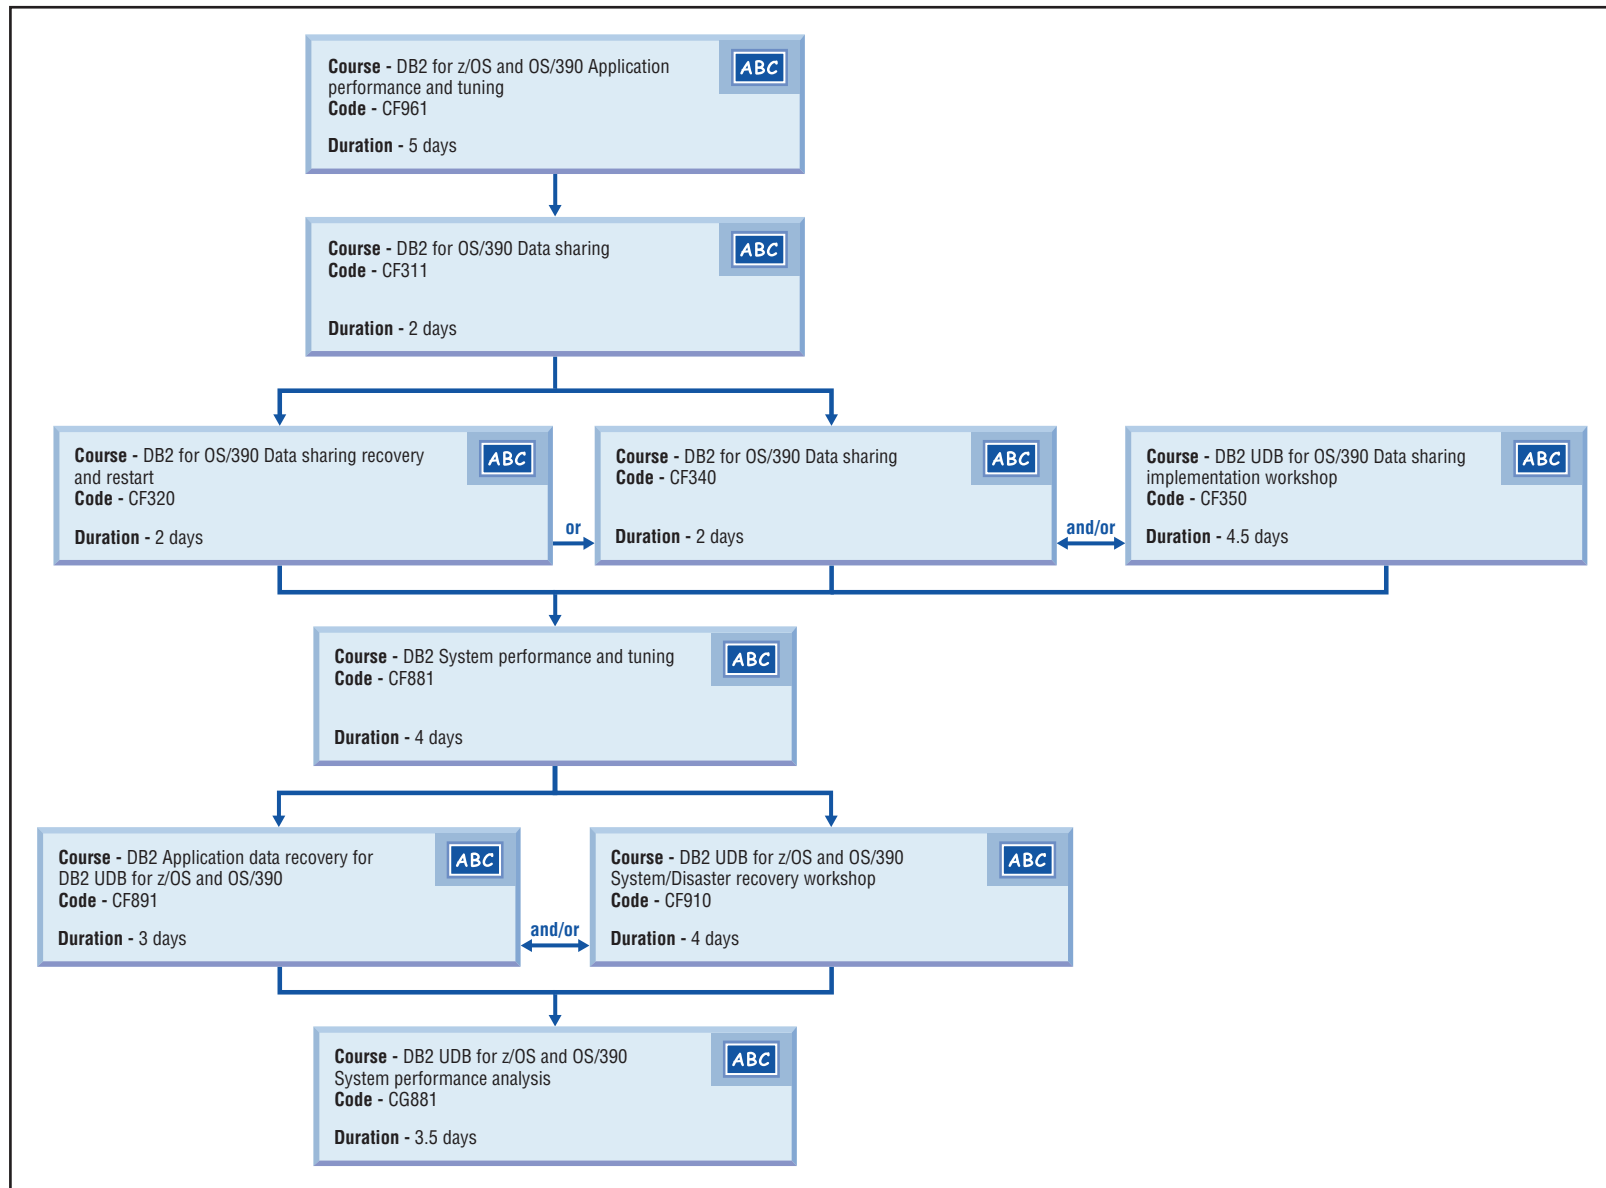 Course - DB2 for z/OS and OS/390 Application
performance and tuning
Code - CF961
Duration - 5 days
ABC
Course - DB2 for OS/390 Data sharing
Code - CF311
Duration - 2 days
ABC
Course - DB2 for OS/390 Data sharing recovery
and restart
Code - CF320
Duration - 2 days
ABC
or
Course - DB2 for OS/390 Data sharing
Code - CF340
Duration - 2 days
ABC
and/or
Course - DB2 UDB for OS/390 Data sharing
implementation workshop
Code - CF350
Duration - 4.5 days
ABC
Course - DB2 System performance and tuning
Code - CF881
Duration - 4 days
ABC
Course - DB2 Application data recovery for
DB2 UDB for z/OS and OS/390
Code - CF891
Duration - 3 days
ABC
and/or
Course - DB2 UDB for z/OS and OS/390
System/Disaster recovery workshop
Code - CF910
Duration - 4 days
ABC
Course - DB2 UDB for z/OS and OS/390
System performance analysis
Code - CG881
Duration - 3.5 days
ABC